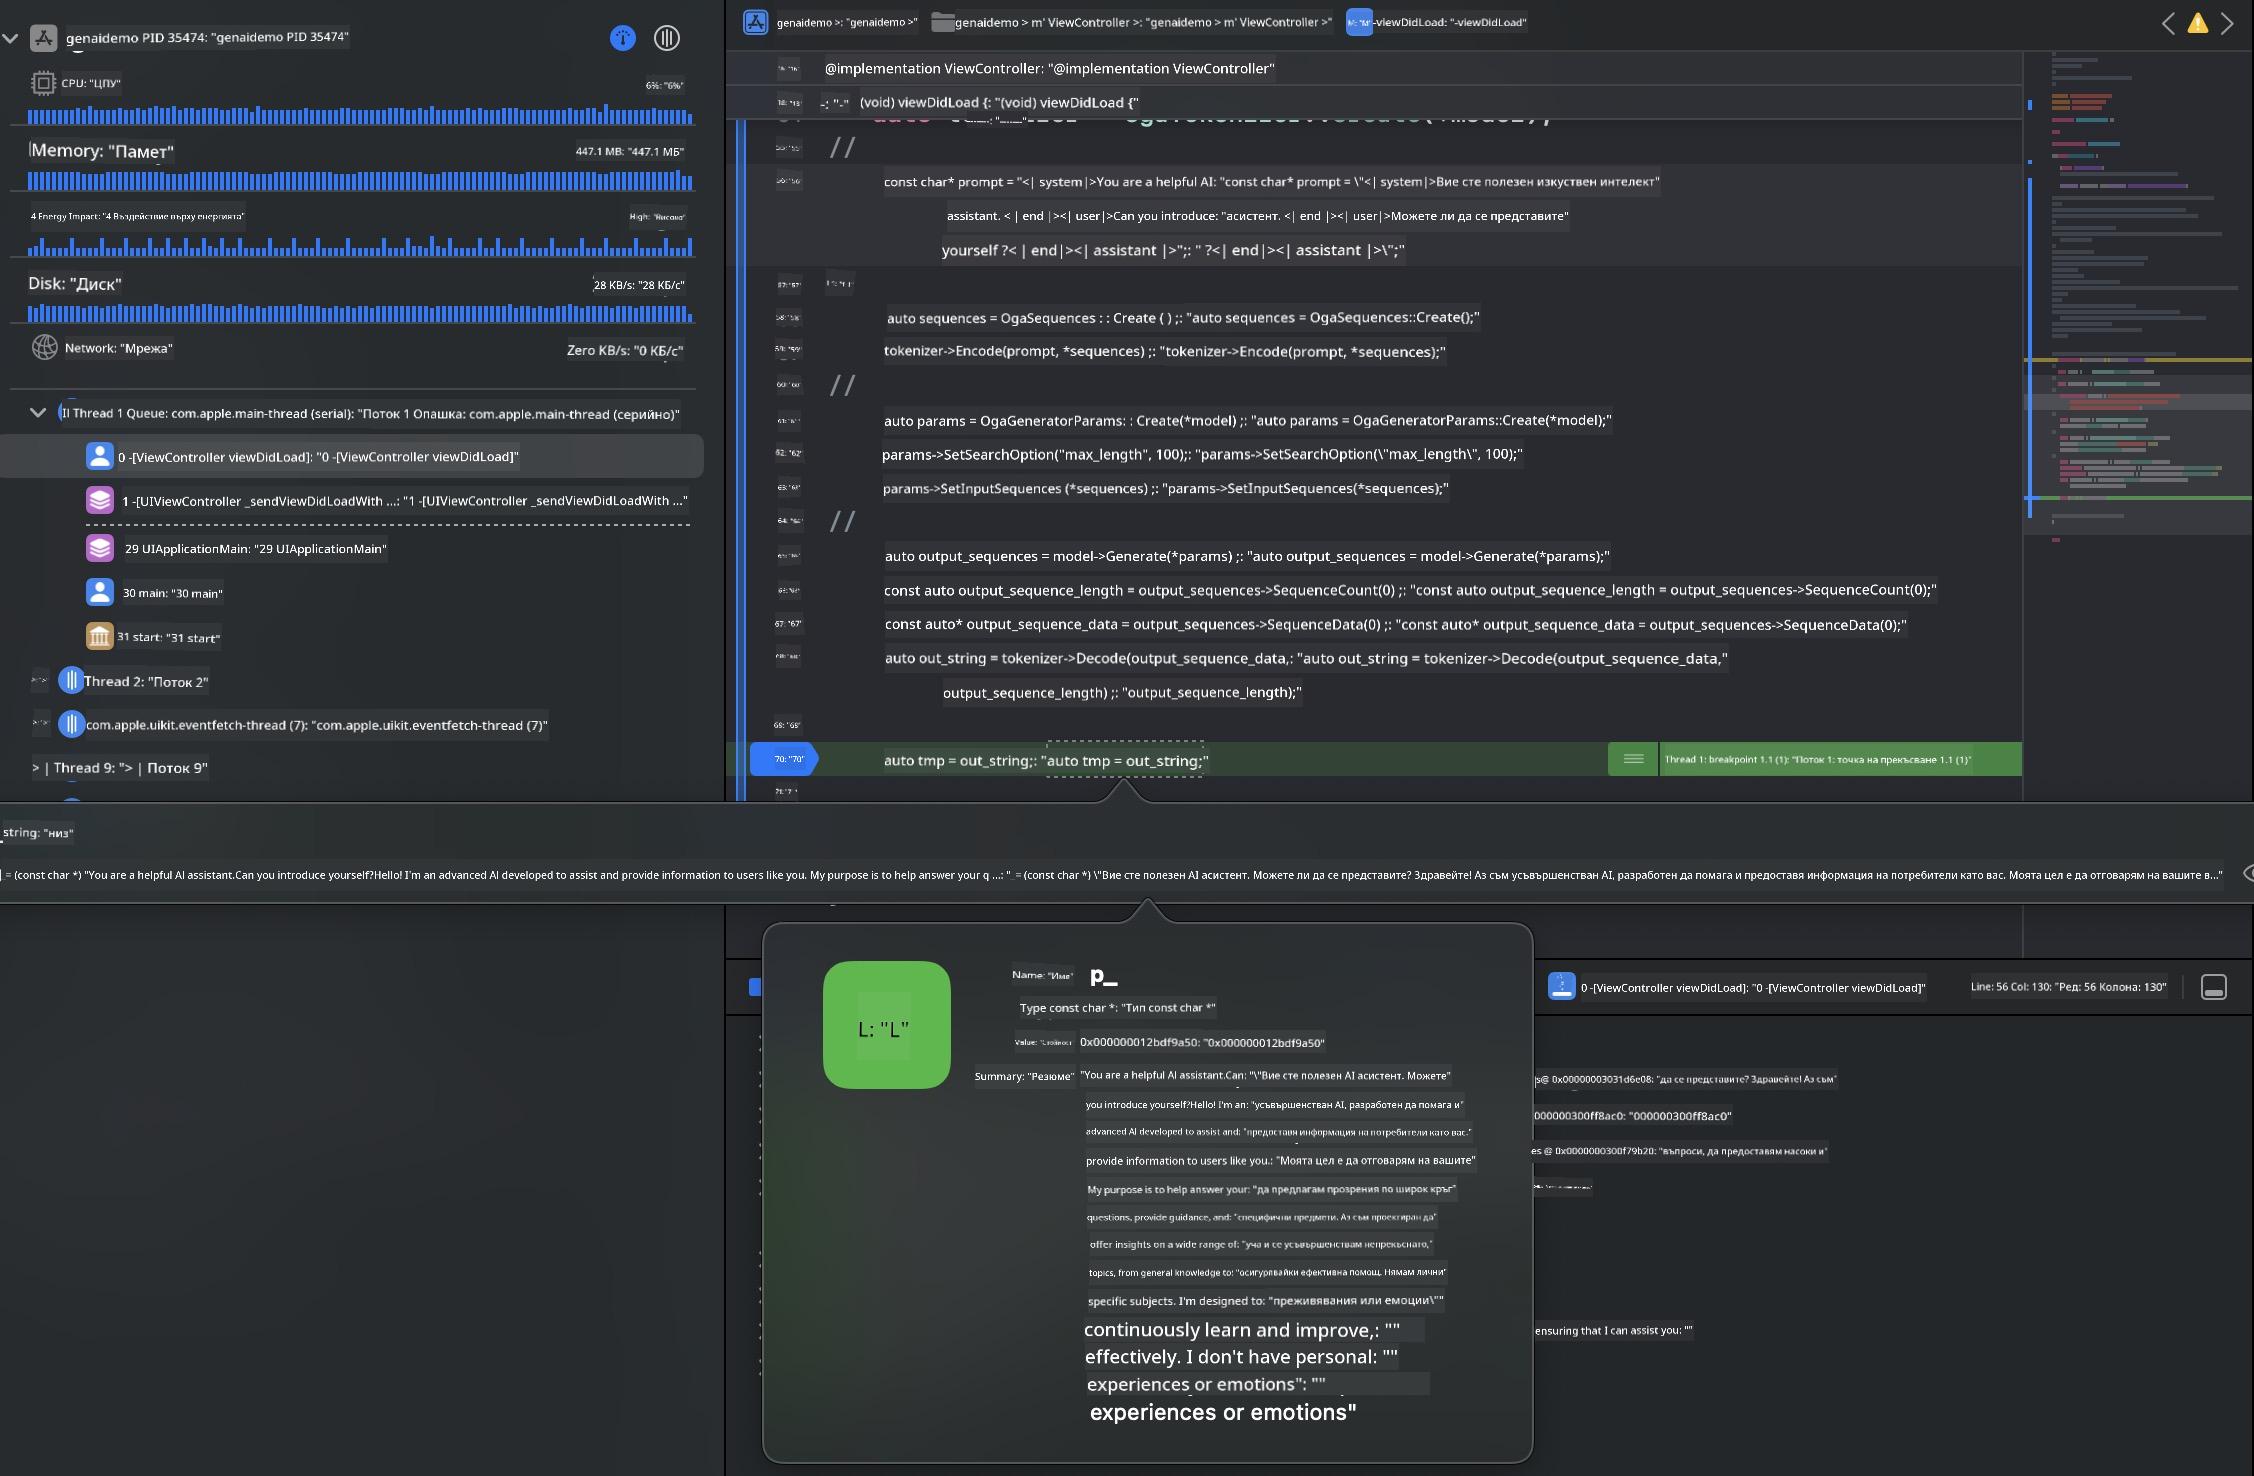 genaidemo PID 35474: "genaidemo PID 35474"
CPU: "ЦПУ"
6%: "6%"
Memory: "Памет"
447.1 MB: "447.1 МБ"
4 Energy Impact: "4 Въздействие върху енергията"
High: "Висока"
Disk: "Диск"
28 KB/s: "28 КБ/с"
Network: "Мрежа"
Zero KB/s: "0 КБ/с"
Thread 1 Queue: com.apple.main-thread (serial): "Поток 1 Опашка: com.apple.main-thread (серийно)"
0 -[ViewController viewDidLoad]: "0 -[ViewController viewDidLoad]"
1 -[UIViewController _sendViewDidLoadWith ...: "1 -[UIViewController _sendViewDidLoadWith ..."
29 UIApplicationMain: "29 UIApplicationMain"
30 main: "30 main"
31 start: "31 start"
Thread 2: "Поток 2"
com.apple.uikit.eventfetch-thread (7): "com.apple.uikit.eventfetch-thread (7)"
> | Thread 9: "> | Поток 9"
genaidemo >: "genaidemo >"
genaidemo > m' ViewController >: "genaidemo > m' ViewController >"
M: "M"
-viewDidLoad: "-viewDidLoad"
@implementation ViewController: "@implementation ViewController"
18: "18"
-: "-"
(void) viewDidLoad {: "(void) viewDidLoad {"
//
const char* prompt = "<| system|>You are a helpful AI: "const char* prompt = \"<| system|>Вие сте полезен изкуствен интелект"
assistant. < | end |><| user|>Can you introduce: "асистент. <| end |><| user|>Можете ли да се представите"
yourself ?< | end|><| assistant |>";: " ?<| end|><| assistant |>\";"
57: "57"
58: "58"
auto sequences = OgaSequences : : Create ( ) ;: "auto sequences = OgaSequences::Create();"
59: "59"
tokenizer->Encode(prompt, *sequences) ;: "tokenizer->Encode(prompt, *sequences);"
60: "60"
//
61: "61"
auto params = OgaGeneratorParams: : Create(*model) ;: "auto params = OgaGeneratorParams::Create(*model);"
62: "62"
params->SetSearchOption("max_length", 100);: "params->SetSearchOption(\"max_length\", 100);"
63: "63"
params->SetInputSequences (*sequences) ;: "params->SetInputSequences(*sequences);"
//
auto output_sequences = model->Generate(*params) ;: "auto output_sequences = model->Generate(*params);"
const auto output_sequence_length = output_sequences->SequenceCount(0) ;: "const auto output_sequence_length = output_sequences->SequenceCount(0);"
67: "67"
const auto* output_sequence_data = output_sequences->SequenceData(0) ;: "const auto* output_sequence_data = output_sequences->SequenceData(0);"
auto out_string = tokenizer->Decode(output_sequence_data,: "auto out_string = tokenizer->Decode(output_sequence_data,"
output_sequence_length) ;: "output_sequence_length);"
69: "69"
70: "70"
auto tmp = out_string;: "auto tmp = out_string;"
Thread 1: breakpoint 1.1 (1): "Поток 1: точка на прекъсване 1.1 (1)"
string: "низ"
_= (const char *) "You are a helpful AI assistant.Can you introduce yourself?Hello! I'm an advanced AI developed to assist and provide information to users like you. My purpose is to help answer your q ...: "_= (const char *) \"Вие сте полезен AI асистент. Можете ли да се представите? Здравейте! Аз съм усъвършенстван AI, разработен да помага и предоставя информация на потребители като вас. Моята цел е да отговарям на вашите в..."
L: "L"
Name: "Име"
p_
Type const char *: "Тип const char *"
Value: "Стойност"
0x000000012bdf9a50: "0x000000012bdf9a50"
Summary: "Резюме"
"You are a helpful AI assistant.Can: "\"Вие сте полезен AI асистент. Можете"
you introduce yourself?Hello! I'm an: "усъвършенстван AI, разработен да помага и"
advanced AI developed to assist and: "предоставя информация на потребители като вас."
provide information to users like you.: "Моята цел е да отговарям на вашите"
My purpose is to help answer your: "да предлагам прозрения по широк кръг"
questions, provide guidance, and: "специфични предмети. Аз съм проектиран да"
offer insights on a wide range of: "уча и се усъвършенствам непрекъснато,"
topics, from general knowledge to: "осигурявайки ефективна помощ. Нямам лични"
specific subjects. I'm designed to: "преживявания или емоции\""
continuously learn and improve,: ""
effectively. I don't have personal: ""
experiences or emotions": ""
experiences or emotions"
0 -[ViewController viewDidLoad]: "0 -[ViewController viewDidLoad]"
Line: 56 Col: 130: "Ред: 56 Колона: 130"
s@ 0x00000003031d6e08: "да се представите? Здравейте! Аз съм"
000000300ff8ac0: "000000300ff8ac0"
es @ 0x0000000300f79b20: "въпроси, да предоставям насоки и"
ensuring that I can assist you: ""